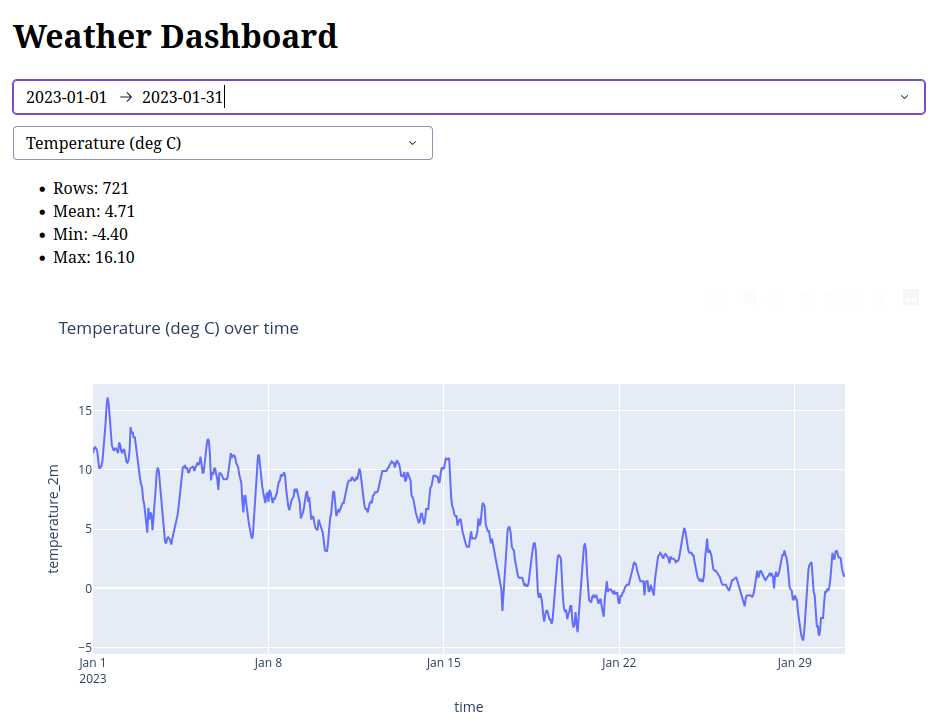 Weather Dashboard
2023-01-01 → 2023-01-31
Temperature (deg C)
• Rows: 721
• Mean: 4.71
• Min: -4.40
• Max: 16.10
Temperature (deg C) over time
temperature_2m
15
10
5
0
−5
Jan 1 Jan 8 Jan 15 Jan 22 Jan 29
2023
time